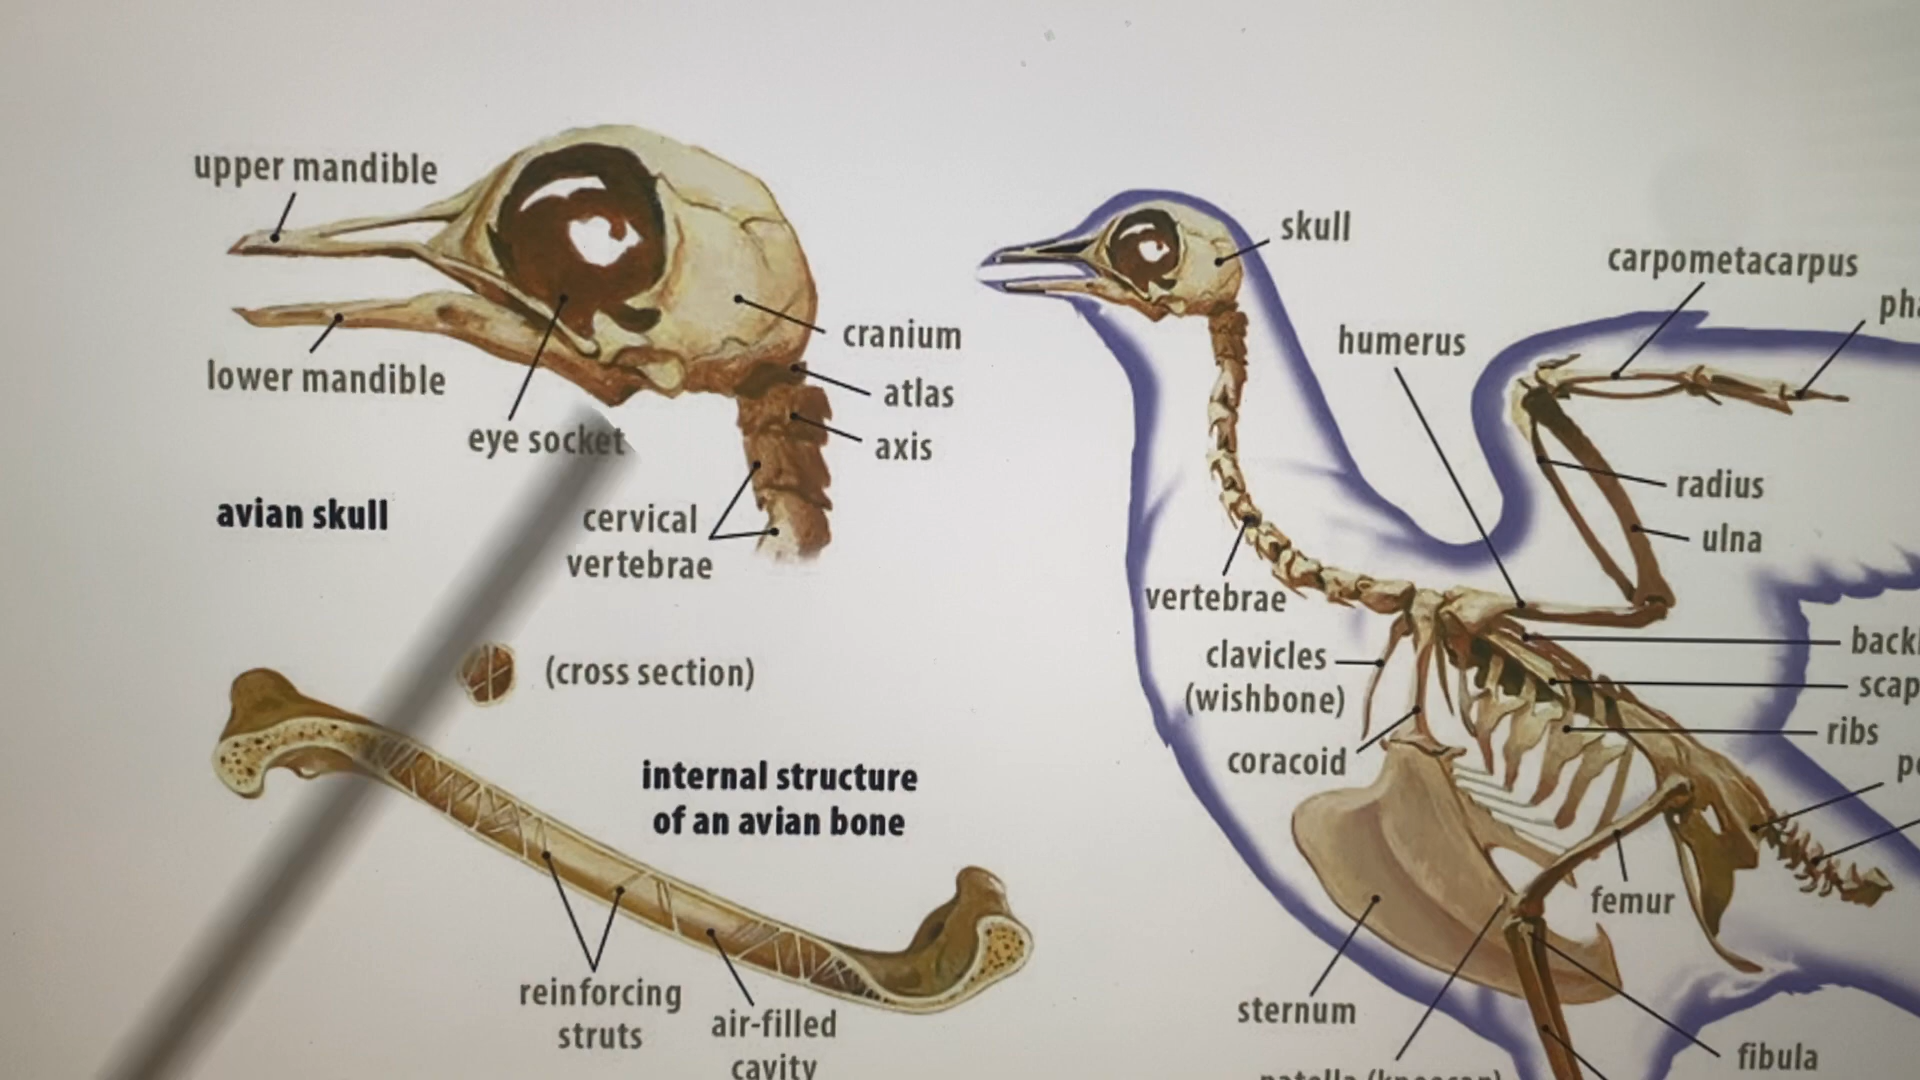 upper mandible
lower mandible
eye socket
cranium
atlas
axis
cervical
vertebrae
avian skull
(cross section)
internal structure
of an avian bone
reinforcing
struts
air-filled
cavity
skull
carpometacarpus
humerus
radius
ulna
vertebrae
clavicles
(wishbone)
coracoid
ribs
femur
sternum
fibula